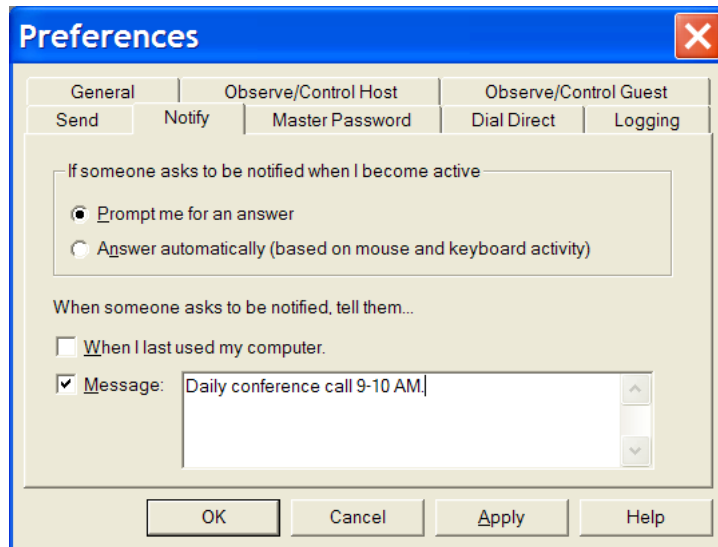 Preferences
General Observe/Control Host Observe/Control Guest
Send Notify Master Password Dial Direct Logging
If someone asks to be notified when I become active
Prompt me for an answer
Answer automatically (based on mouse and keyboard activity)
When someone asks to be notified, tell them...
When I last used my computer.
Message: Daily conference call 9-10 AM.
OK Cancel Apply Help